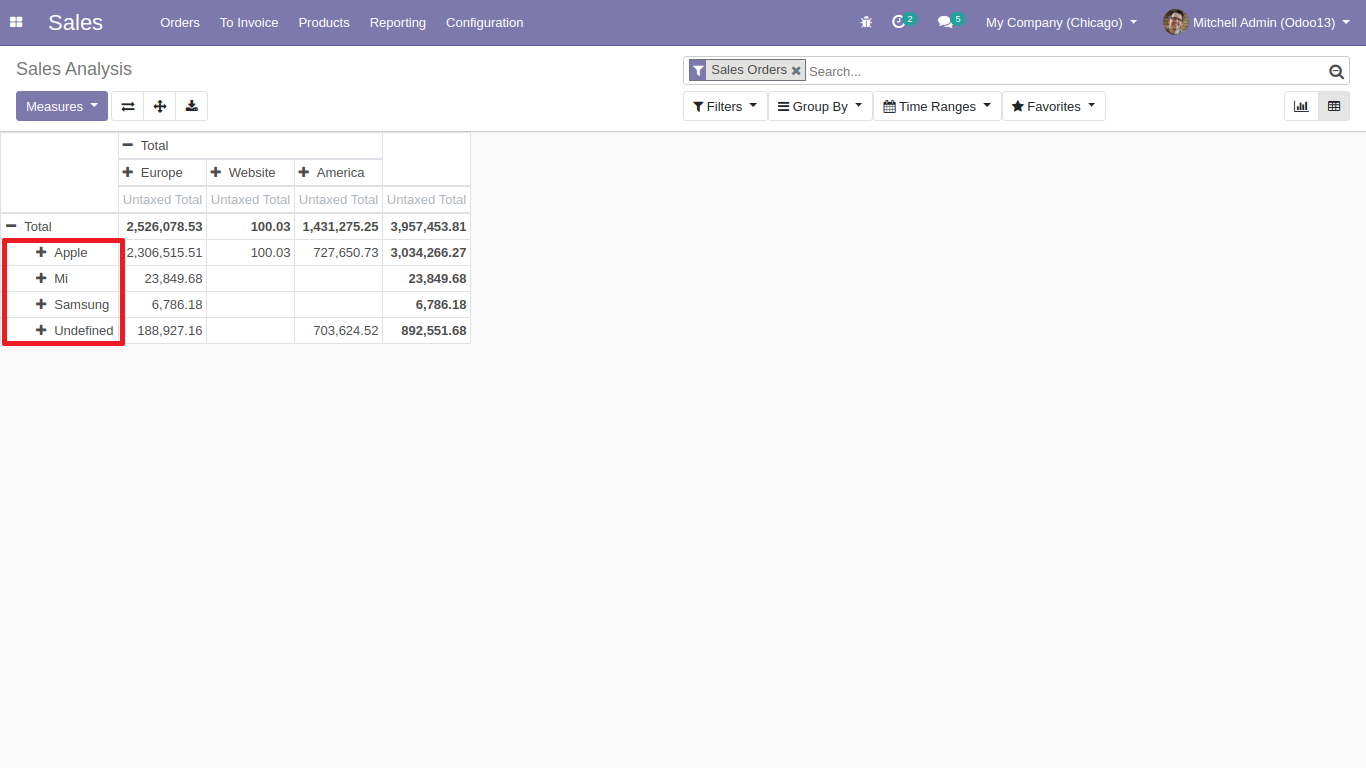 Sales Orders To Invoice Products Reporting Configuration 2 5 My Company (Chicago) Mitchell Admin (Odoo13)
Sales Analysis Sales Orders Search...
Measures Filters Group By Time Ranges Favorites
Total
Europe Website America
Untaxed Total Untaxed Total Untaxed Total Untaxed Total
Total 2,526,078.53 100.03 1,431,275.25 3,957,453.81
Apple 2,306,515.51 100.03 727,650.73 3,034,266.27
Mi 23,849.68 23,849.68
Samsung 6,786.18 6,786.18
Undefined 188,927.16 703,624.52 892,551.68